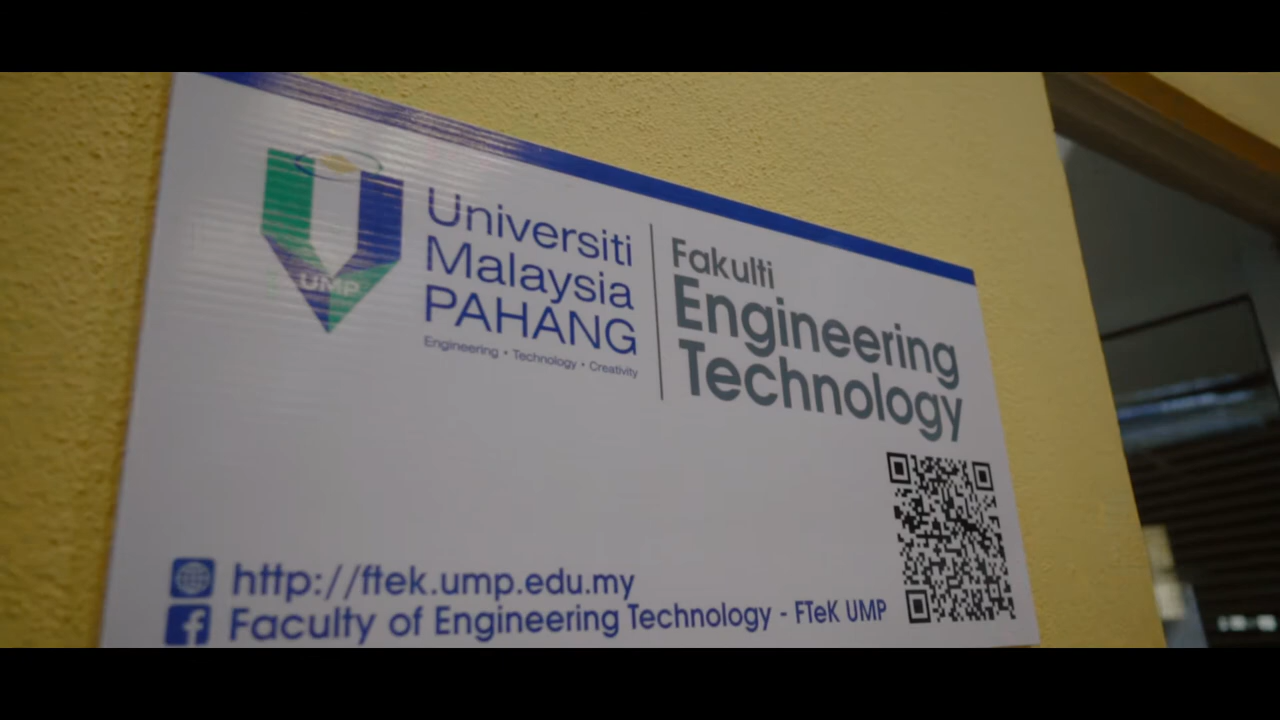 UMP
Universiti
Malaysia
PAHANG
Engineering • Technology • Creativity
Fakulti
Engineering
Technology
http://ftek.ump.edu.my
Faculty of Engineering Technology - FTeK UMP